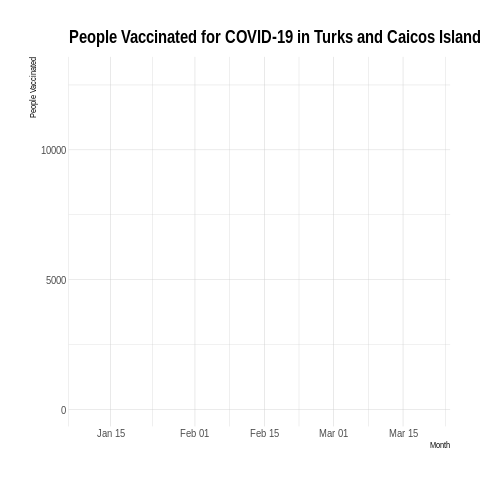 People Vaccinated for COVID-19 in Turks and Caicos Island
People Vaccinated
10000
5000
0
Jan 15 Feb 01 Feb 15 Mar 01 Mar 15
Month